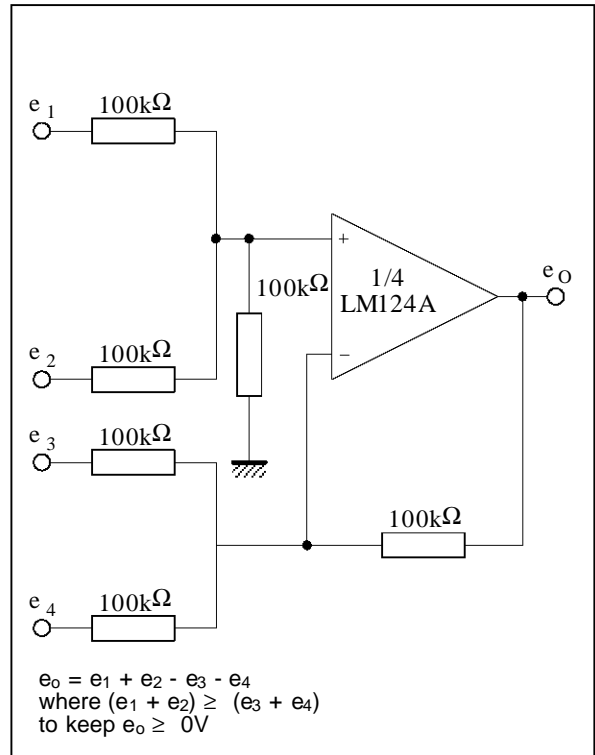 e1
100kΩ
+
1/4
LM124A
100kΩ
eO
e2
100kΩ
−
e3
100kΩ
100kΩ
e4
100kΩ
eo = e1 + e2 - e3 - e4
where (e1 + e2) ≥ (e3 + e4)
to keep eo ≥ 0V